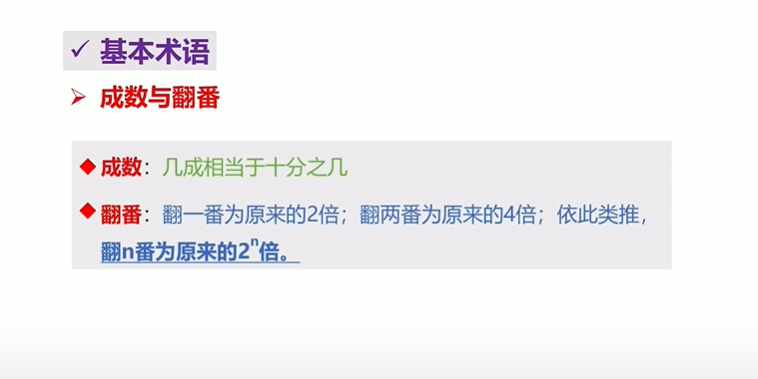 ✓ 基本术语
➢ 成数与翻番
◆成数：几成相当于十分之几
◆翻番：翻一番为原来的2倍；翻两番为原来的4倍；依此类推，
翻n番为原来的2ⁿ倍。